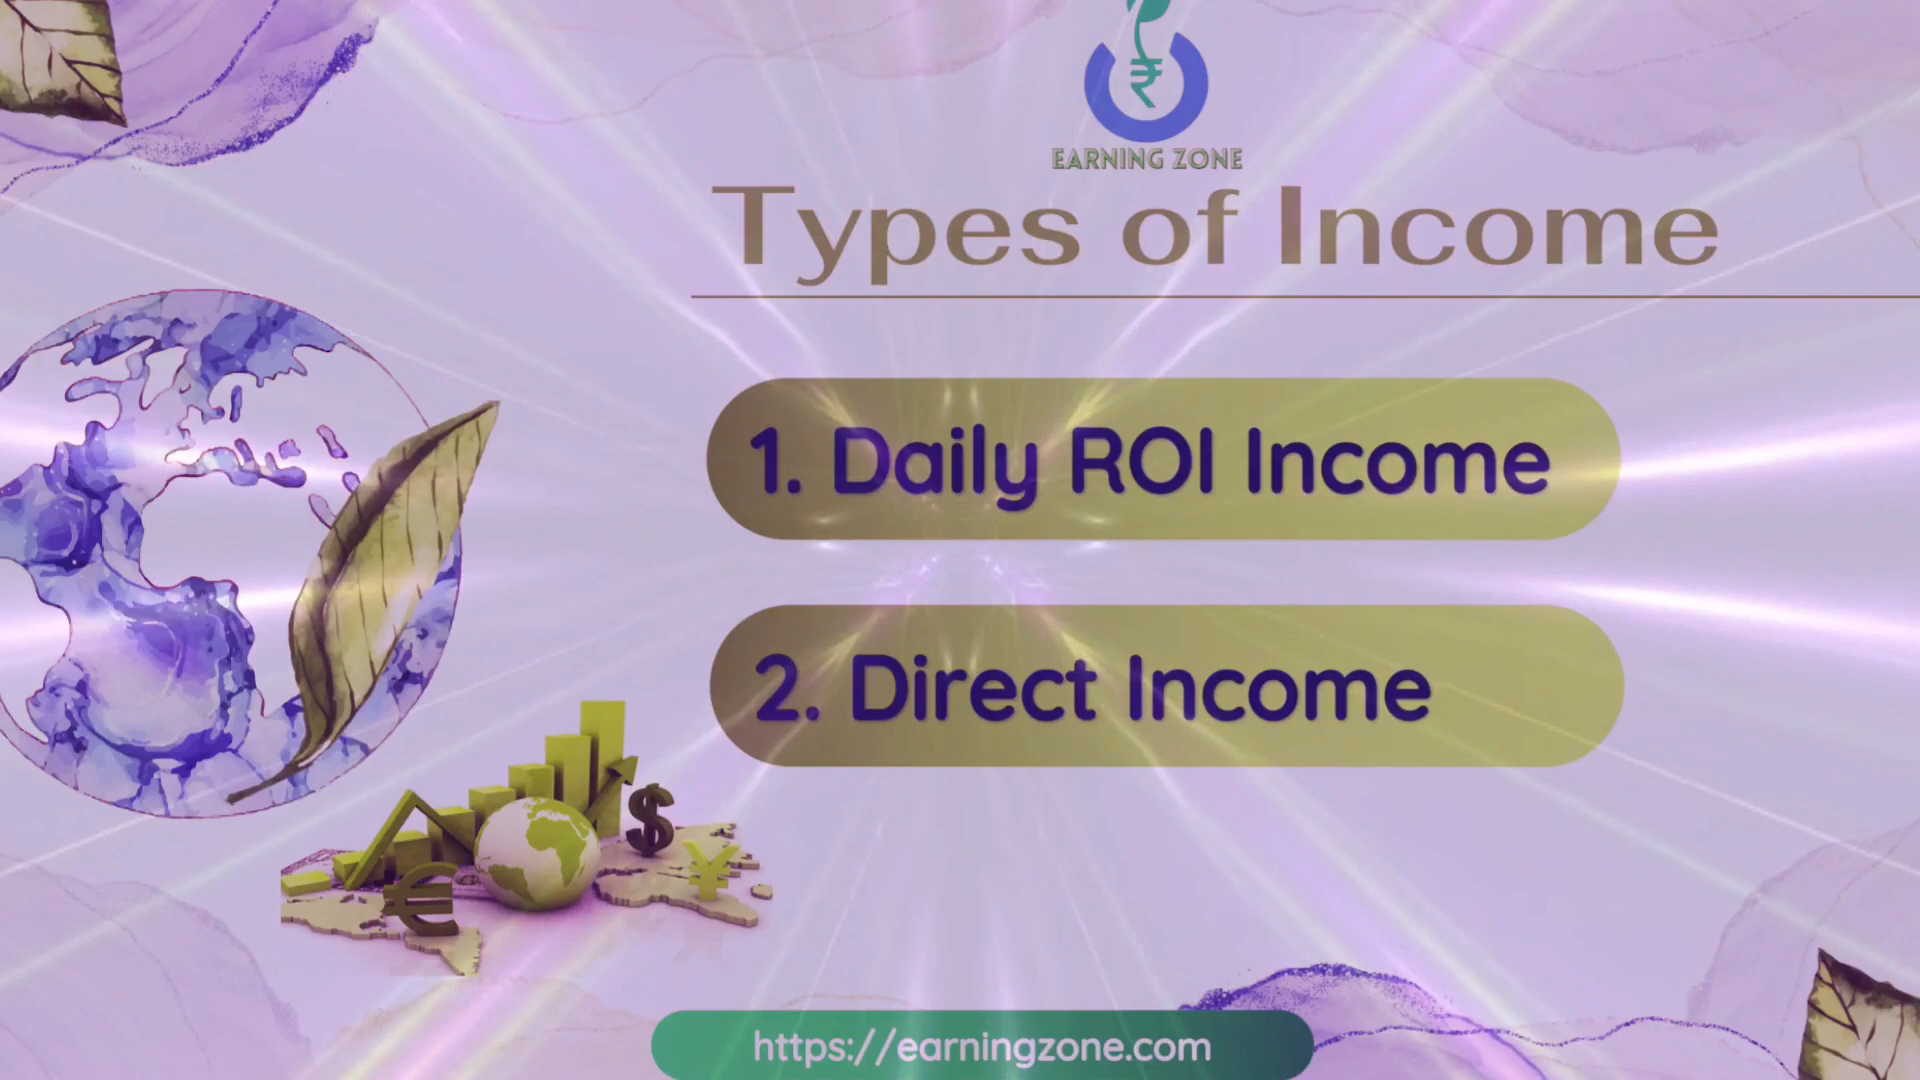 EARNING ZONE
Types of Income
1. Daily ROI Income
2. Direct Income
https://earningzone.com